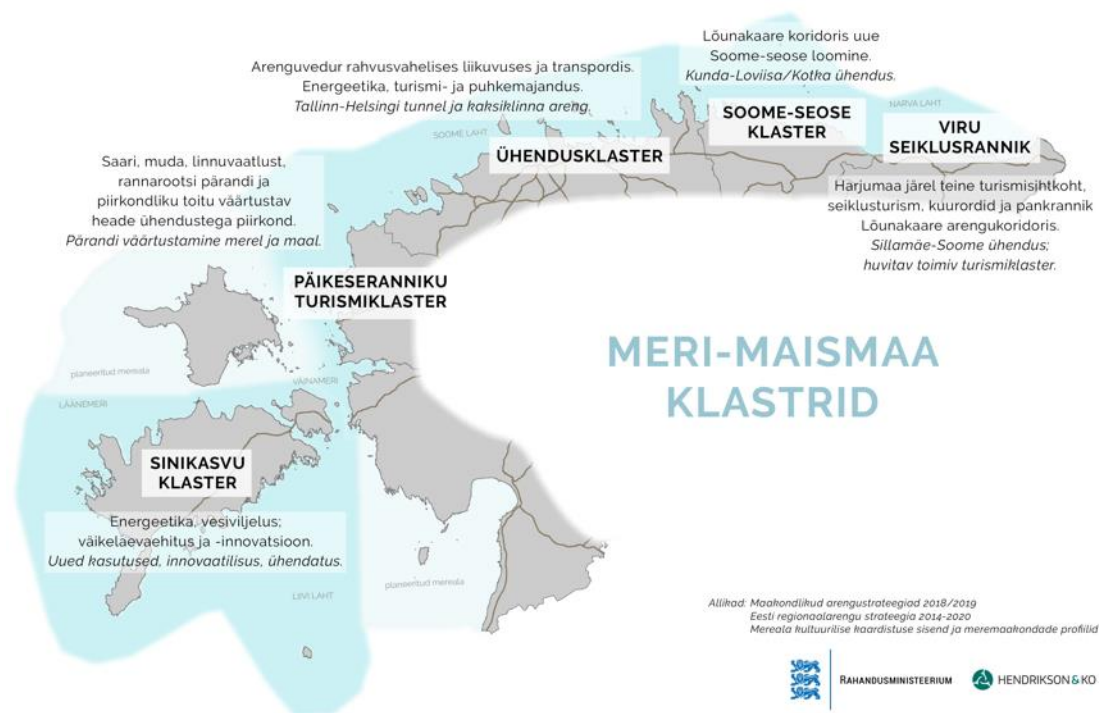 Lõunakaare koridoris uue
Soome-seose loomine.
Kunda-Loviisa/Kotka ühendus.
Arenguvedur rahvusvahelises liikuvuses ja transpordis.
Energeetika, turismi- ja puhkemajandus.
Tallinn-Helsingi tunnel ja kaksiklinna areng.
NARVA LAHT
SOOME-SEOSE
KLASTER
VIRU
SEIKLUSRANNIK
SOOME LAHT
ÜHENDUSKLASTER
Saari, muda, linnuvaatlust,
rannarootsi pärandi ja
piirkondliku toitu väärtustav
heade ühendustega piirkond.
Pärandi väärtustamine merel ja maal.
Harjumaa järel teine turismisihtkoht,
seiklusturism, kuurordid ja pankrannik
Lõunakaare arengukoridoris.
Sillamäe-Soome ühendus;
huvitav toimiv turismiklaster.
PÄIKESERANNIKU
TURISMIKLASTER
MERI-MAISMAA
KLASTRID
planeeritud mereala
VÄINAMERI
LÄÄNEMERI
SINIKASVU
KLASTER
Energeetika, vesiviljelus;
väikelaevaehitus ja -innovatsioon.
Uued kasutused, innovaatilisus, ühendatus.
planeeritud mereala
LIIVI LAHT
Allikad: Maakondlikud arengustrateegiad 2018/2019
Eesti regionaalarengu strateegia 2014-2020
Mereala kultuurilise kaardistuse sisend ja meremaakondade profiilid
RAHANDUSMINISTEERIUM
HENDRIKSON & KO